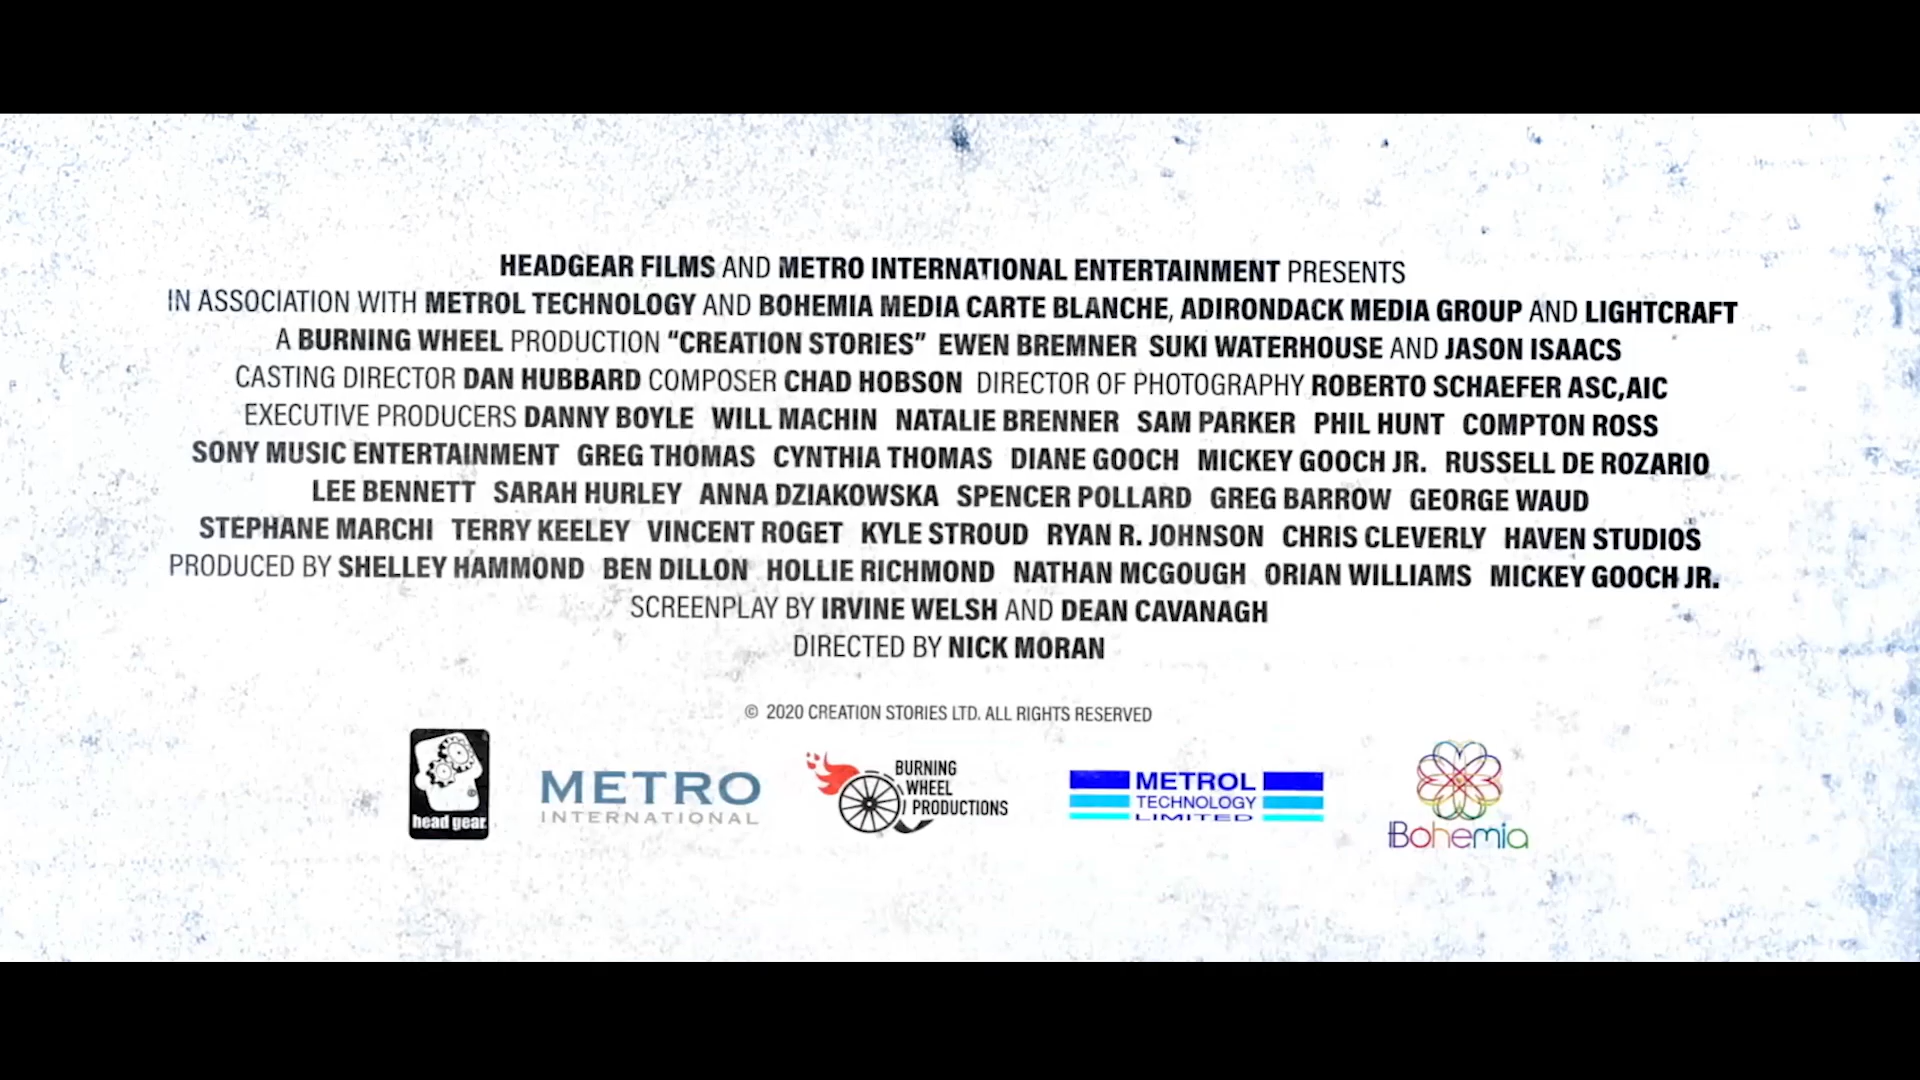 HEADGEAR FILMS AND METRO INTERNATIONAL ENTERTAINMENT PRESENTS
IN ASSOCIATION WITH METROL TECHNOLOGY AND BOHEMIA MEDIA CARTE BLANCHE, ADIRONDACK MEDIA GROUP AND LIGHTCRAFT
A BURNING WHEEL PRODUCTION “CREATION STORIES” EWEN BREMNER SUKI WATERHOUSE AND JASON ISAACS
CASTING DIRECTOR DAN HUBBARD COMPOSER CHAD HOBSON DIRECTOR OF PHOTOGRAPHY ROBERTO SCHAEFER ASC,AIC
EXECUTIVE PRODUCERS DANNY BOYLE WILL MACHIN NATALIE BRENNER SAM PARKER PHIL HUNT COMPTON ROSS
SONY MUSIC ENTERTAINMENT GREG THOMAS CYNTHIA THOMAS DIANE GOOCH MICKEY GOOCH JR. RUSSELL DE ROZARIO
LEE BENNETT SARAH HURLEY ANNA DZIAKOWSKA SPENCER POLLARD GREG BARROW GEORGE WAUD
STEPHANE MARCHI TERRY KEELEY VINCENT ROGET KYLE STROUD RYAN R. JOHNSON CHRIS CLEVERLY HAVEN STUDIOS
PRODUCED BY SHELLEY HAMMOND BEN DILLON HOLLIE RICHMOND NATHAN MCGOUGH ORIAN WILLIAMS MICKEY GOOCH JR.
SCREENPLAY BY IRVINE WELSH AND DEAN CAVANAGH
DIRECTED BY NICK MORAN
© 2020 CREATION STORIES LTD. ALL RIGHTS RESERVED
head gear
METRO
INTERNATIONAL
BURNING
WHEEL
PRODUCTIONS
METROL
TECHNOLOGY
LIMITED
Bohemia